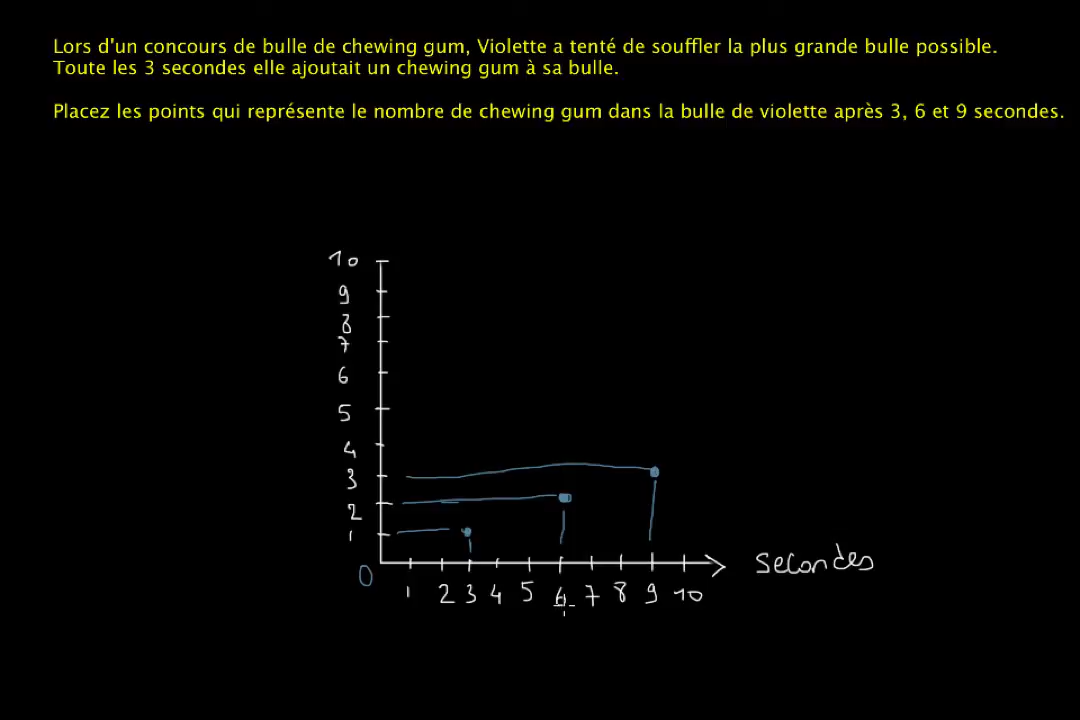 Lors d'un concours de bulle de chewing gum, Violette a tenté de souffler la plus grande bulle possible.
Toute les 3 secondes elle ajoutait un chewing gum à sa bulle.
Placez les points qui représente le nombre de chewing gum dans la bulle de violette après 3, 6 et 9 secondes.
10
9
8
7
6
5
4
3
2
1
0
1 2 3 4 5 6 7 8 9 10
secondes